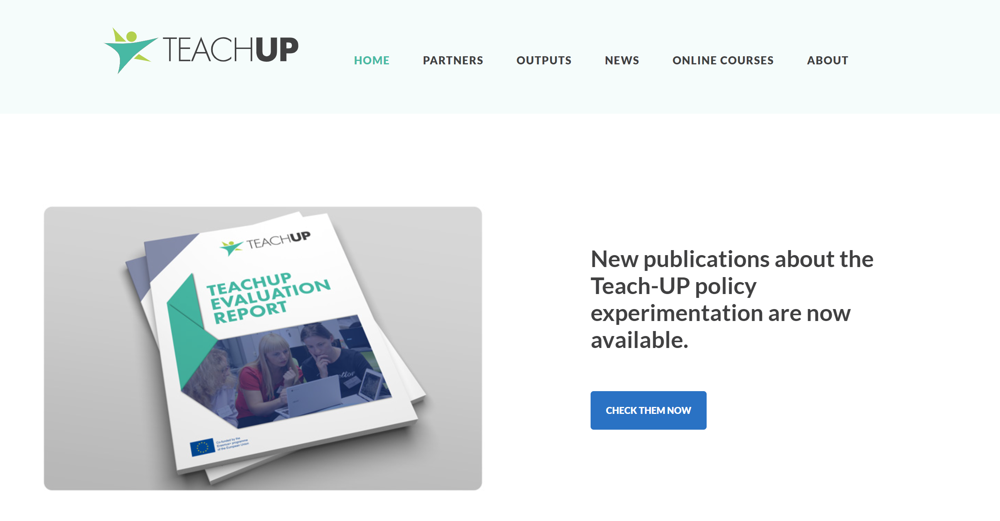 TEACHUP
HOME
PARTNERS
OUTPUTS
NEWS
ONLINE COURSES
ABOUT
TEACHUP
TEACHUP
EVALUATION
REPORT
Co-funded by the
Erasmus+ programme
of the European Union
New publications about the
Teach-UP policy
experimentation are now
available.
CHECK THEM NOW